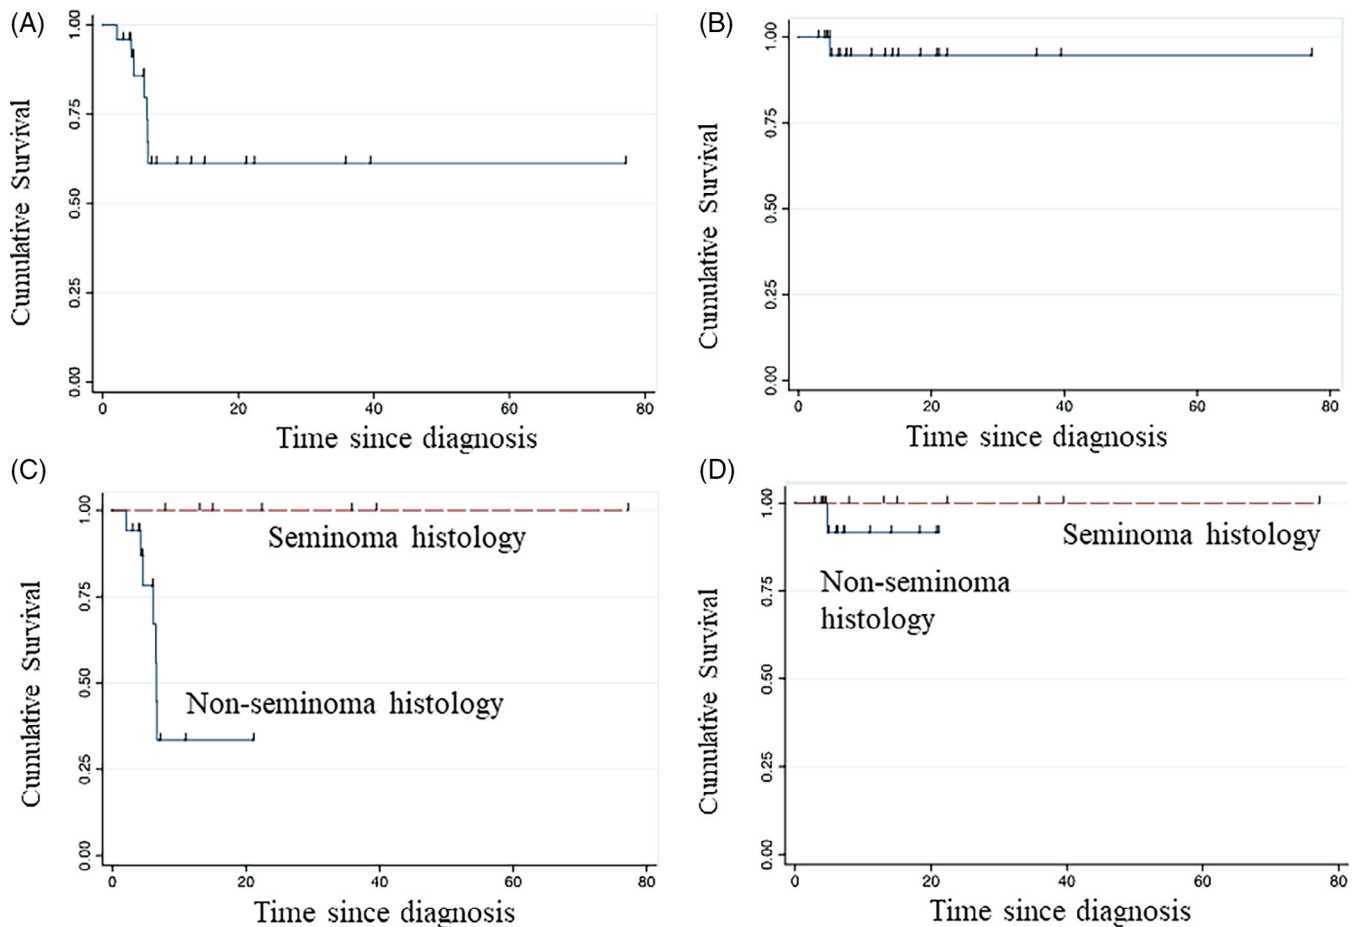 (A)
1.00
0.75
0.50
0.25
0.00
Cumulative Survival
0 20 40 60 80
Time since diagnosis
(B)
1.00
0.75
0.50
0.25
0.00
Cumulative Survival
0 20 40 60 80
Time since diagnosis
(C)
1.00
0.75
0.50
0.25
0.00
Cumulative Survival
Seminoma histology
Non-seminoma histology
0 20 40 60 80
Time since diagnosis
(D)
1.00
0.75
0.50
0.25
0.00
Cumulative Survival
Seminoma histology
Non-seminoma
histology
0 20 40 60 80
Time since diagnosis